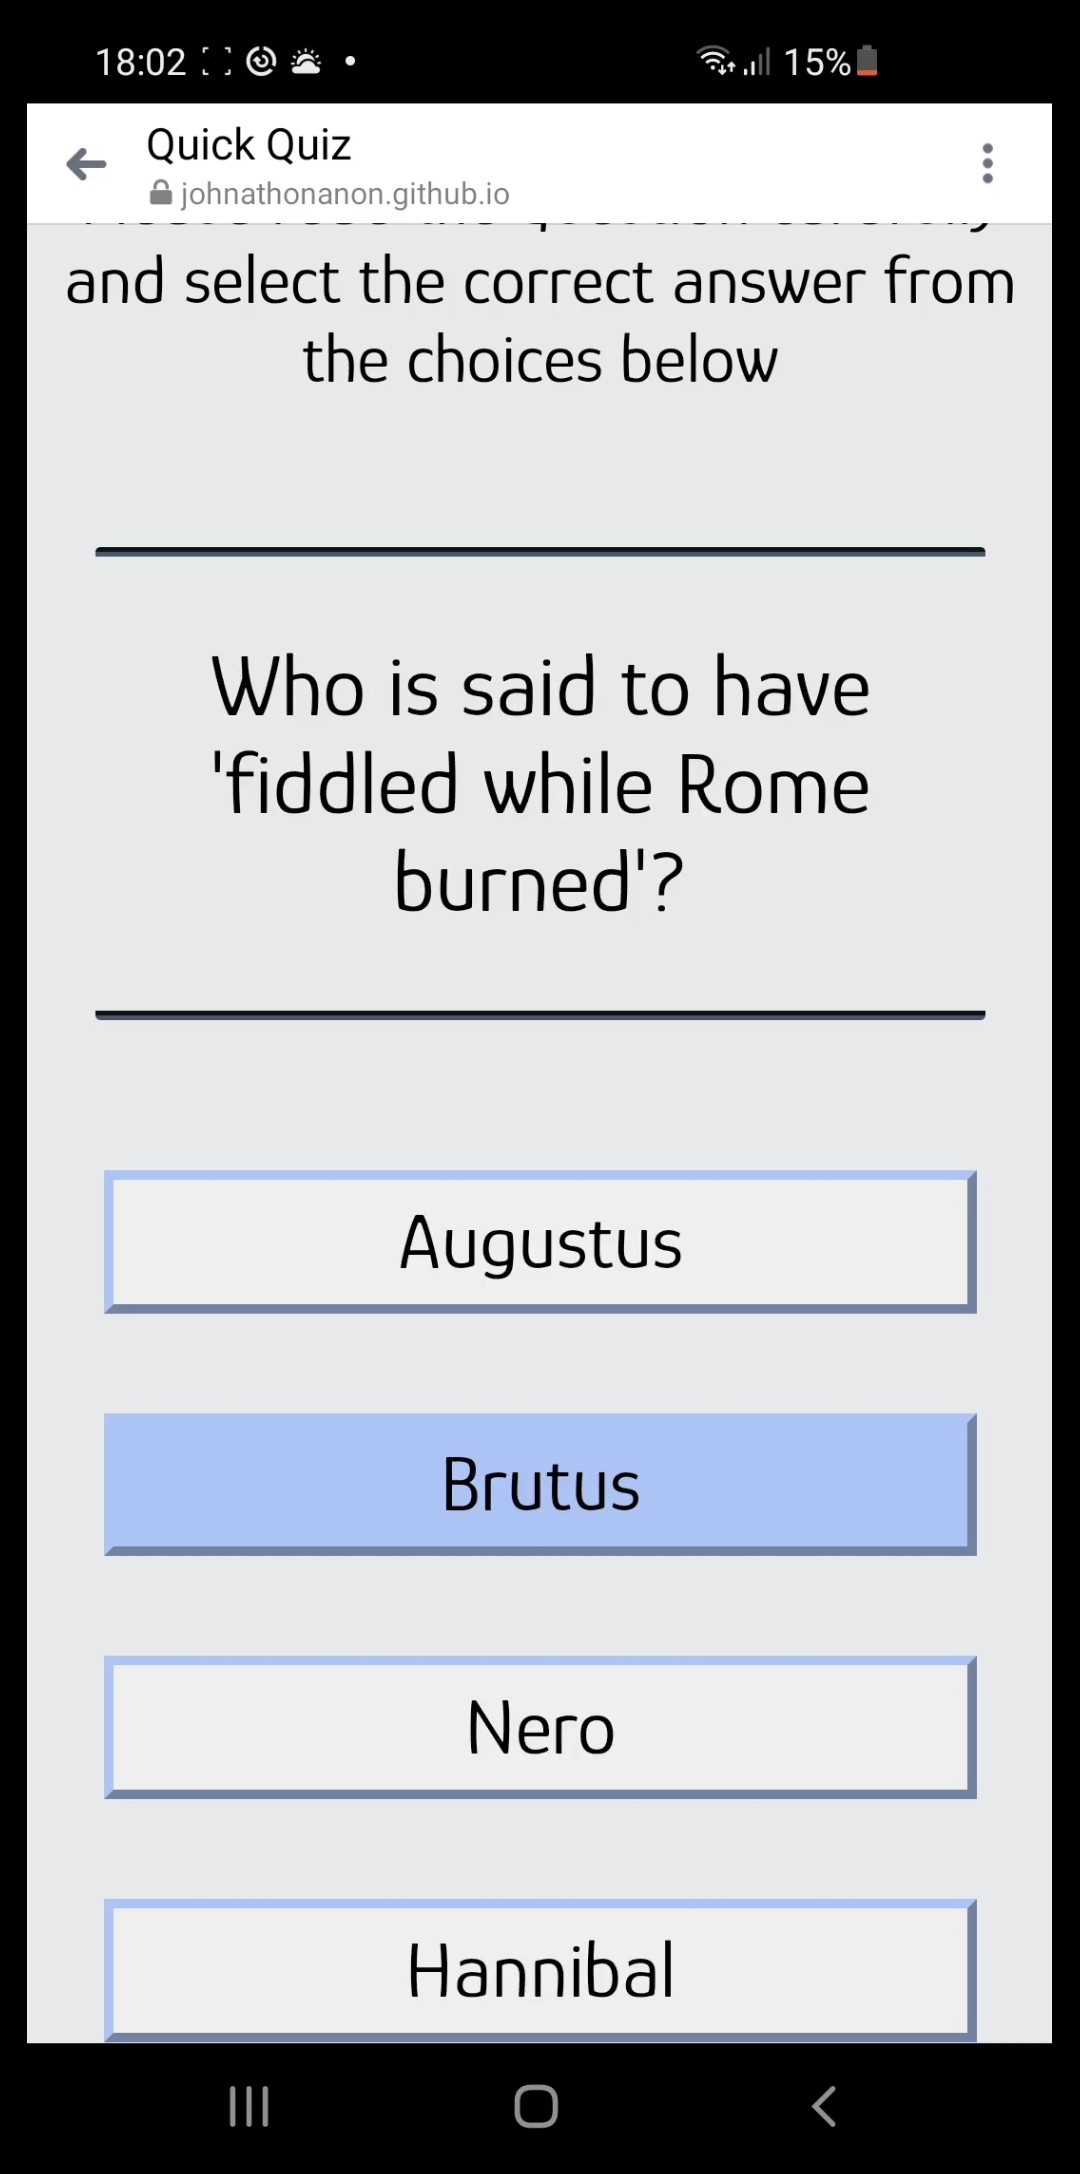 18:02 15%
Quick Quiz
johnathonanon.github.io
and select the correct answer from
the choices below
Who is said to have
'fiddled while Rome
burned'?
Augustus
Brutus
Nero
Hannibal